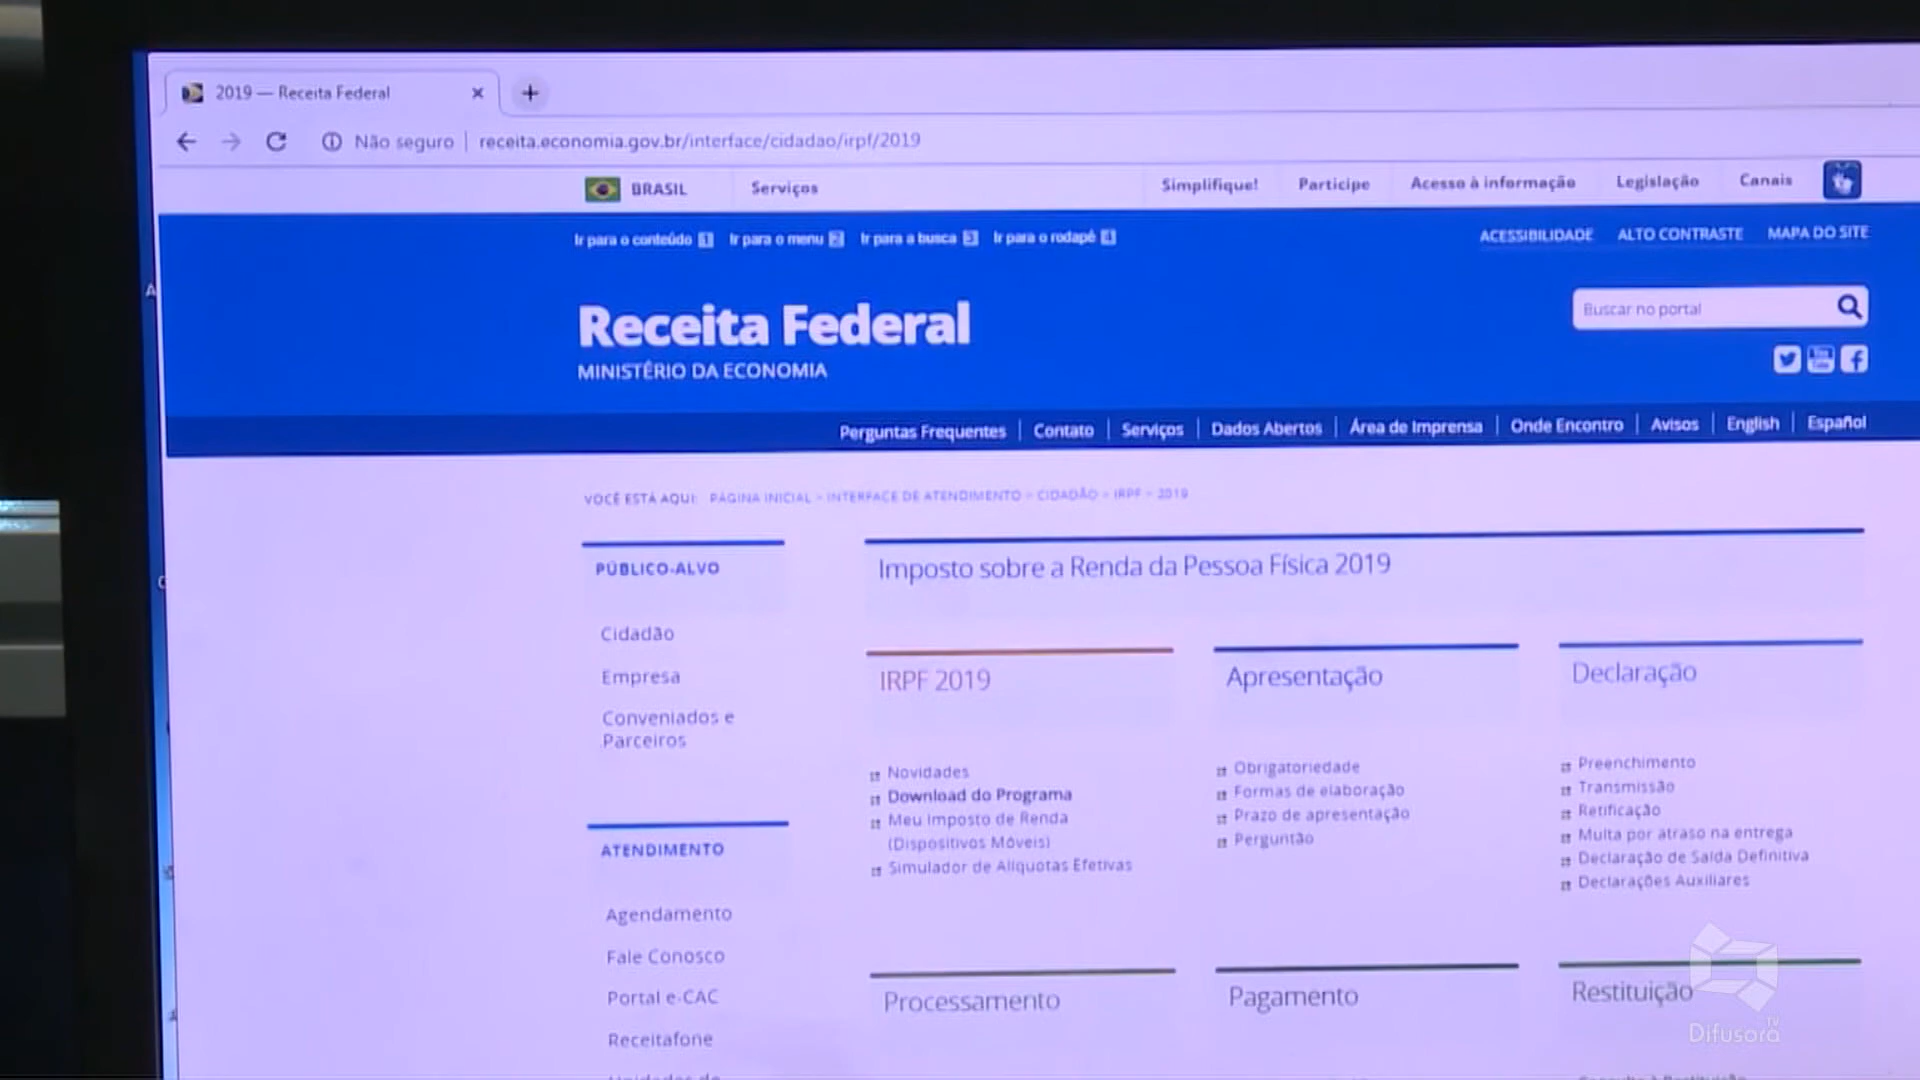 2019 — Receita Federal
Não seguro | receita.economia.gov.br/interface/cidadao/irpf/2019
BRASIL Serviços Simplifique! Participe Acesso à informação Legislação Canais
Ir para o conteúdo 1 Ir para o menu 2 Ir para a busca 3 Ir para o rodapé 4 ACESSIBILIDADE ALTO CONTRASTE MAPA DO SITE
Receita Federal
MINISTÉRIO DA ECONOMIA
Buscar no portal
Perguntas Frequentes | Contato | Serviços | Dados Abertos | Área de Imprensa | Onde Encontro | Avisos | English | Español
VOCÊ ESTÁ AQUI: PÁGINA INICIAL > INTERFACE DE ATENDIMENTO > CIDADÃO > IRPF > 2019
PÚBLICO-ALVO
Cidadão
Empresa
Conveniados e
Parceiros
ATENDIMENTO
Agendamento
Fale Conosco
Portal e-CAC
Receitafone
Imposto sobre a Renda da Pessoa Física 2019
IRPF 2019
Novidades
Download do Programa
Meu Imposto de Renda
(Dispositivos Móveis)
Simulador de Alíquotas Efetivas
Apresentação
Obrigatoriedade
Formas de elaboração
Prazo de apresentação
Perguntão
Declaração
Preenchimento
Transmissão
Retificação
Multa por atraso na entrega
Declaração de Saída Definitiva
Declarações Auxiliares
Processamento
Pagamento
Restituição
TV
Difusora